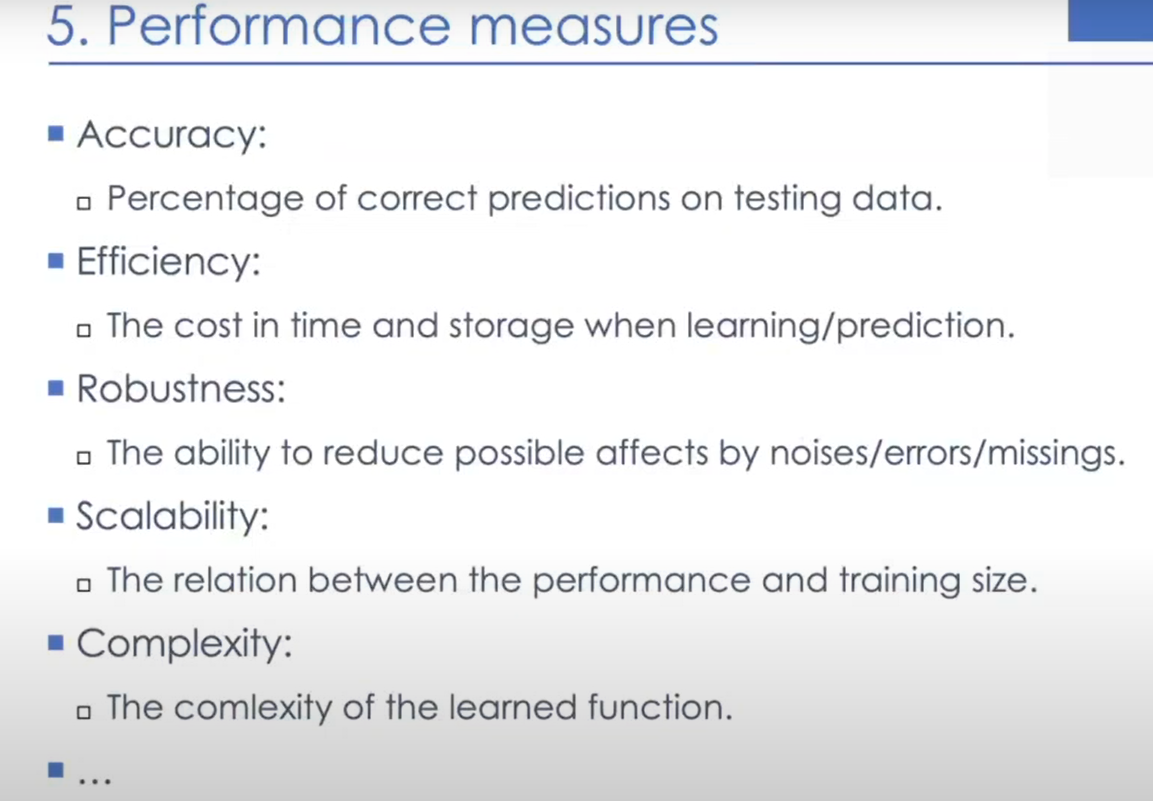 5. Performance measures
Accuracy:
Percentage of correct predictions on testing data.
Efficiency:
The cost in time and storage when learning/prediction.
Robustness:
The ability to reduce possible affects by noises/errors/missings.
Scalability:
The relation between the performance and training size.
Complexity:
The comlexity of the learned function.
...